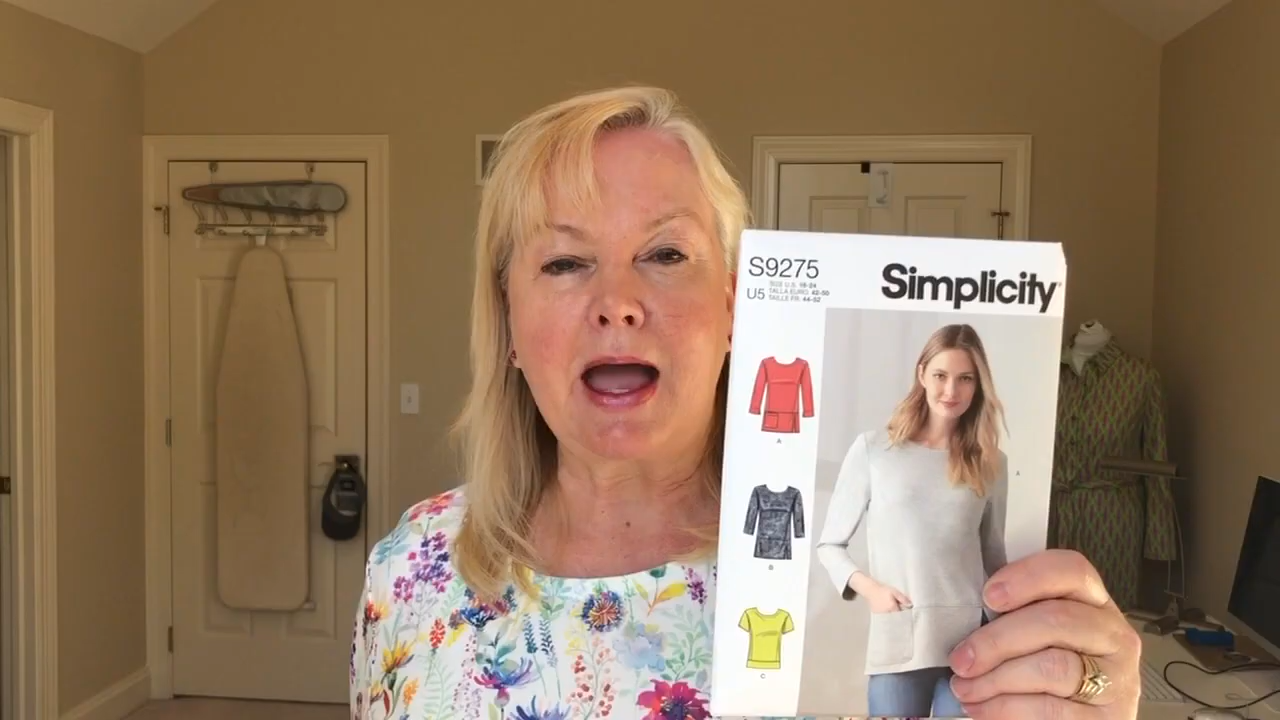 S9275
Simplicity
U5
SIZE U.S. 16-24
TALLA EURO. 42-50
TAILLE FR. 44-52
A
A
B
C